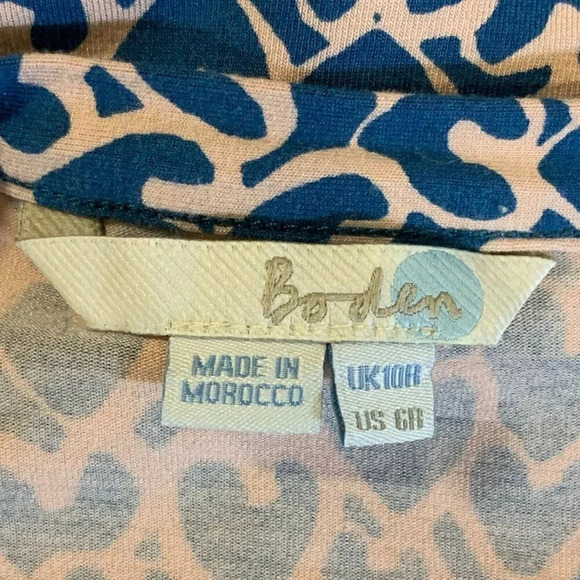 Boden
MADE IN
MOROCCO
UK10R
US 6R